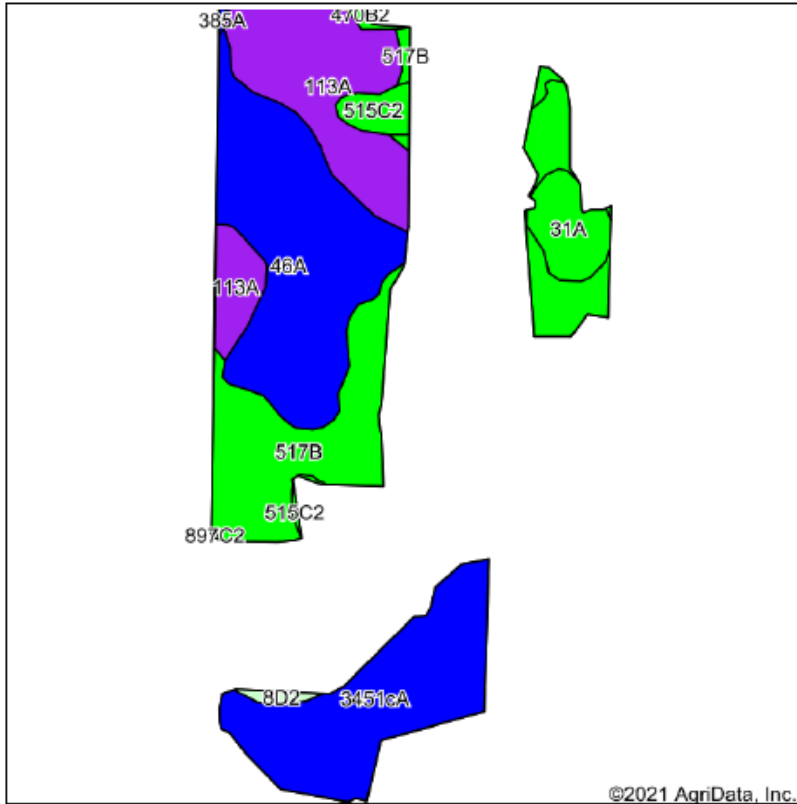 385A
470B2
517B
113A
515C2
31A
46A
113A
517B
515C2
897C2
8D2
3451cA
©2021 AgriData, Inc.